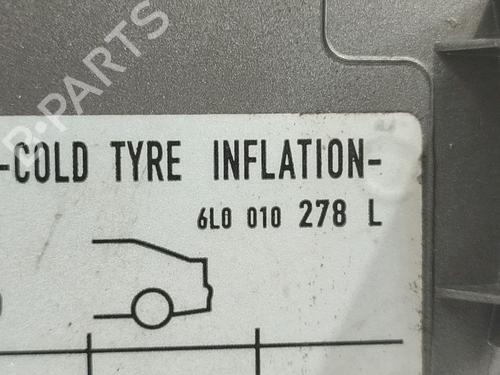 B-PARTS
-COLD TYRE INFLATION-
6L0 010 278 L